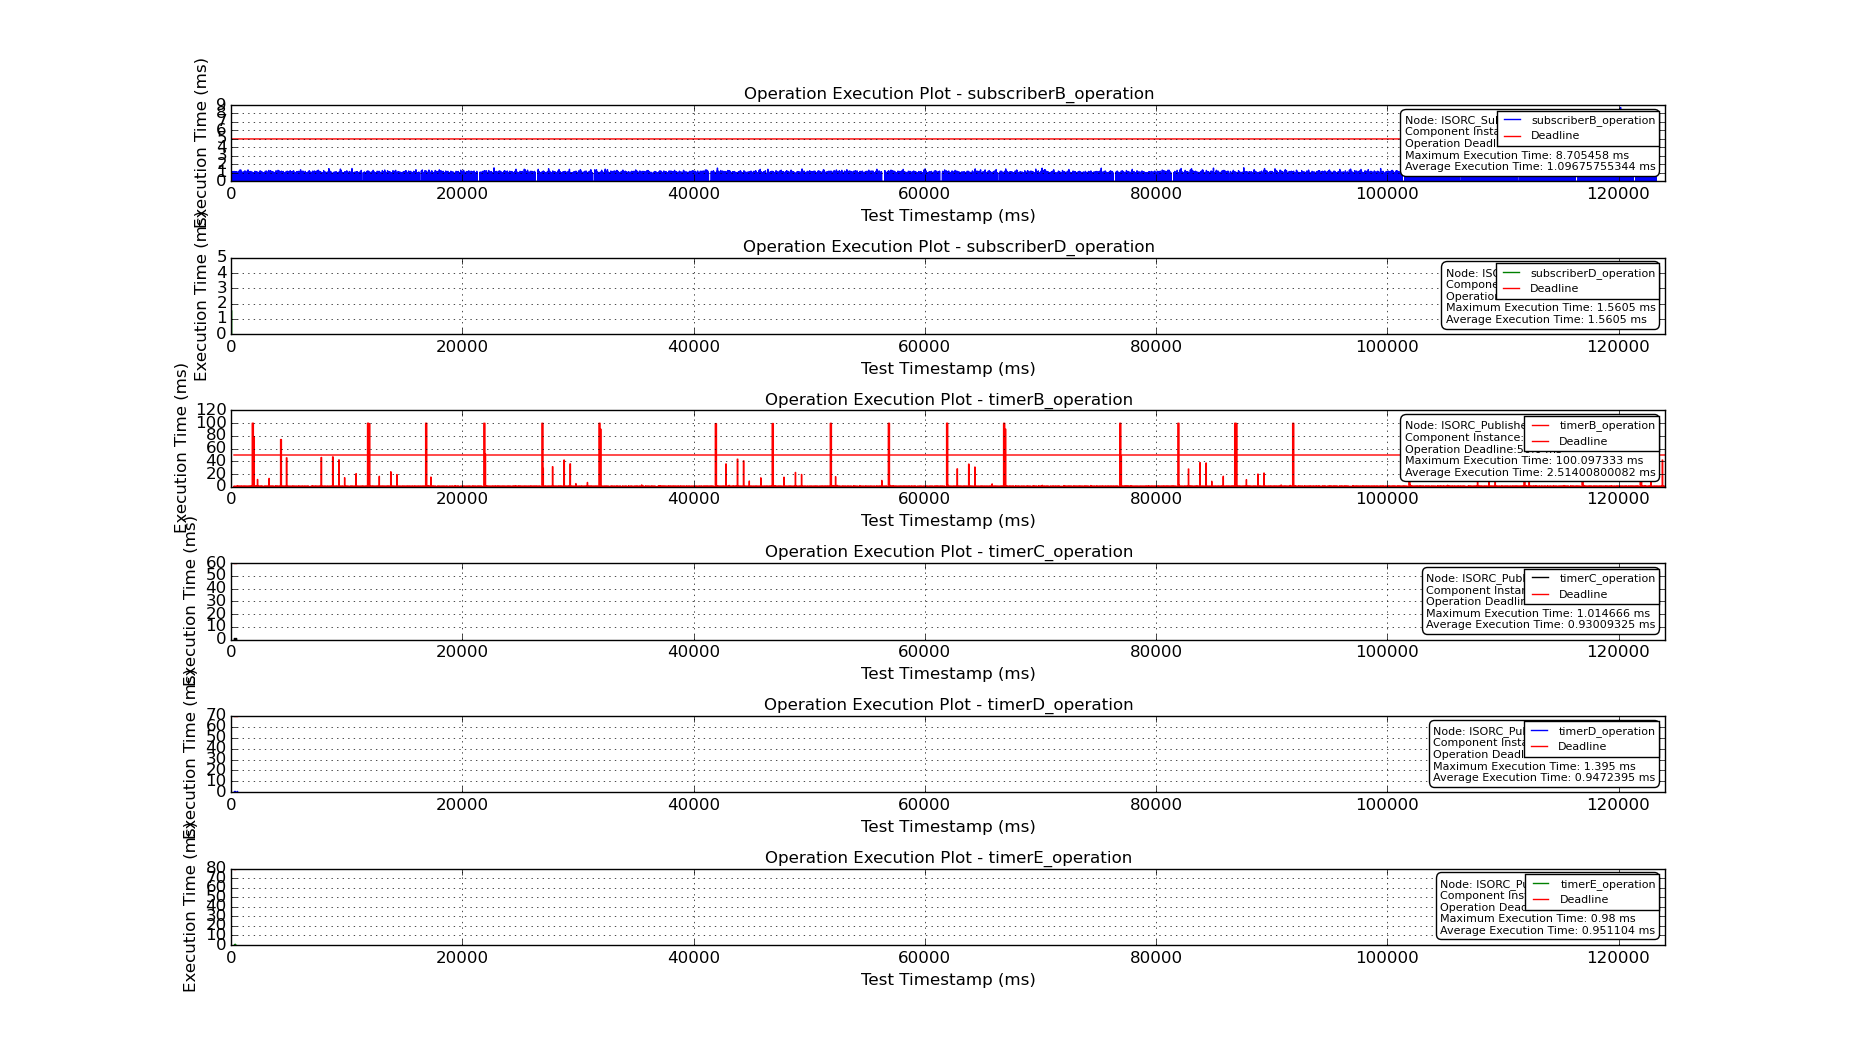 Operation Execution Plot - subscriberB_operation
Execution Time (ms)
9
8
7
6
5
4
3
2
1
0
Node: ISORC_Su
Component Insta
Operation Deadl
Maximum Execution Time: 8.705458 ms
Average Execution Time: 1.09675755344 ms
subscriberB_operation
Deadline
0 20000 40000 60000 80000 100000 120000
Test Timestamp (ms)
Operation Execution Plot - subscriberD_operation
Execution Time (ms)
5
4
3
2
1
0
Node: ISO
Compone
Operation
Maximum Execution Time: 1.5605 ms
Average Execution Time: 1.5605 ms
subscriberD_operation
Deadline
0 20000 40000 60000 80000 100000 120000
Test Timestamp (ms)
Operation Execution Plot - timerB_operation
Execution Time (ms)
120
100
80
60
40
20
0
Node: ISORC_Publishe
Component Instance:
Operation Deadline:
Maximum Execution Time: 100.097333 ms
Average Execution Time: 2.51400800082 ms
timerB_operation
Deadline
0 20000 40000 60000 80000 100000 120000
Test Timestamp (ms)
Operation Execution Plot - timerC_operation
Execution Time (ms)
60
50
40
30
20
10
0
Node: ISORC_Publ
Component Instan
Operation Deadlin
Maximum Execution Time: 1.014666 ms
Average Execution Time: 0.93009325 ms
timerC_operation
Deadline
0 20000 40000 60000 80000 100000 120000
Test Timestamp (ms)
Operation Execution Plot - timerD_operation
Execution Time (ms)
70
60
50
40
30
20
10
0
Node: ISORC_Pu
Component Insta
Operation Deadl
Maximum Execution Time: 1.395 ms
Average Execution Time: 0.9472395 ms
timerD_operation
Deadline
0 20000 40000 60000 80000 100000 120000
Test Timestamp (ms)
Operation Execution Plot - timerE_operation
Execution Time (ms)
80
70
60
50
40
30
20
10
0
Node: ISORC_Pu
Component Inst
Operation Dead
Maximum Execution Time: 0.98 ms
Average Execution Time: 0.951104 ms
timerE_operation
Deadline
0 20000 40000 60000 80000 100000 120000
Test Timestamp (ms)